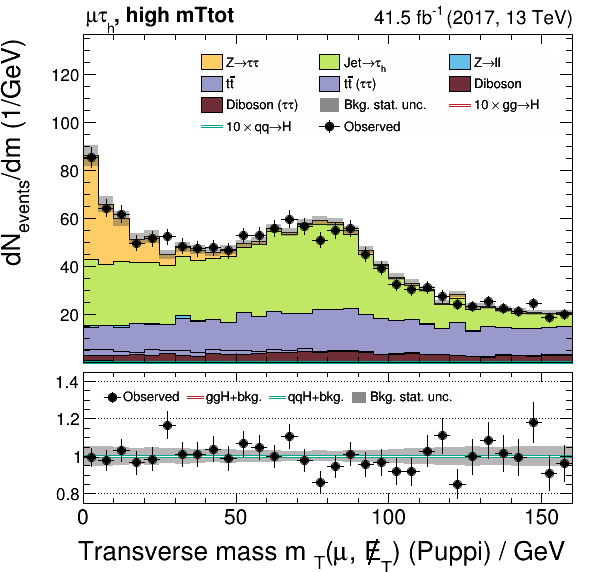 μτh, high mTtot 41.5 fb⁻¹ (2017, 13 TeV)
dN_events/dm (1/GeV)
120
100
80
60
40
20
Z→ττ Jet→τh Z→ll
tt̄ tt̄ (ττ) Diboson
Diboson (ττ) Bkg. stat. unc. 10 × gg→H
10 × qq→H Observed
1.4
1.2
1
0.8
Observed ggH+bkg. qqH+bkg. Bkg. stat. unc.
0 50 100 150
Transverse mass m_T(μ, E̸_T) (Puppi) / GeV